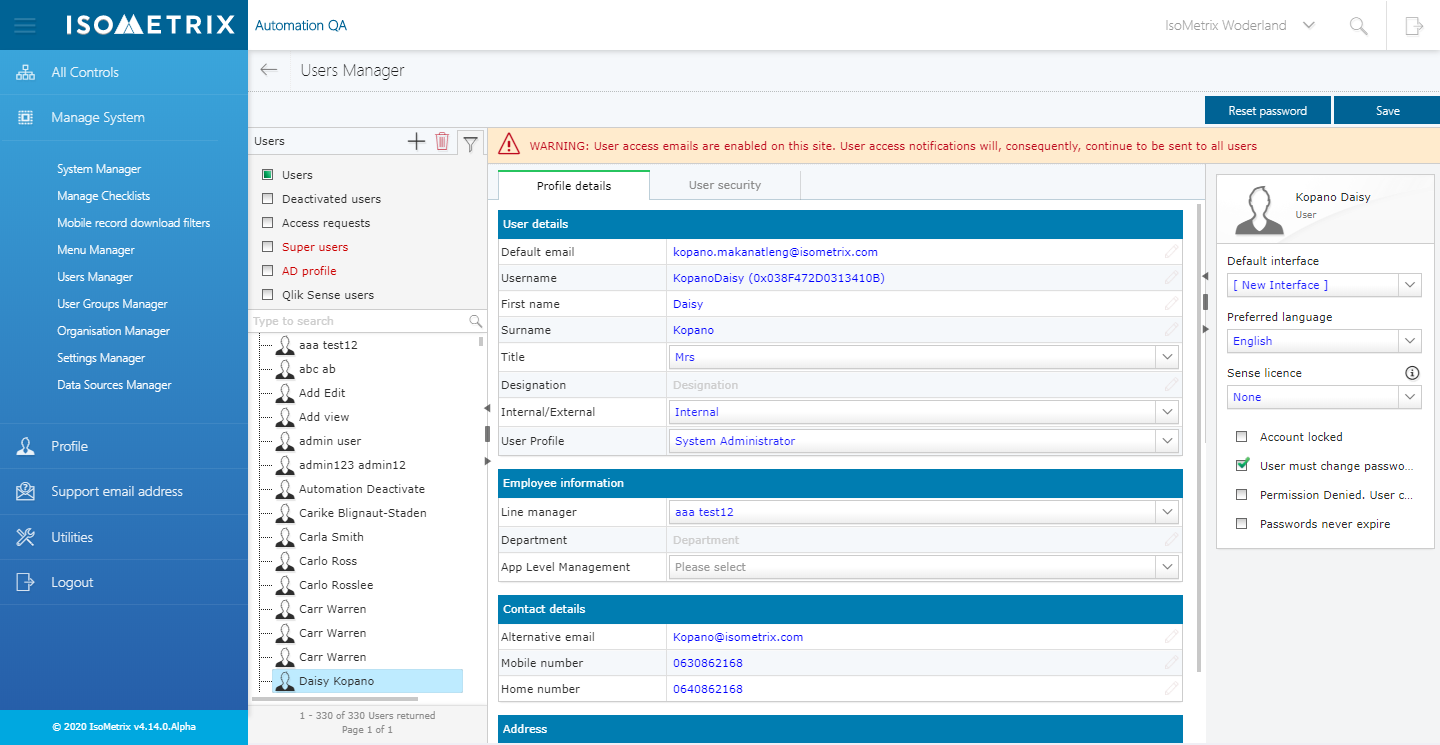 ISOMETRIX
Automation QA
IsoMetrix Woderland
All Controls
Manage System
System Manager
Manage Checklists
Mobile record download filters
Menu Manager
Users Manager
User Groups Manager
Organisation Manager
Settings Manager
Data Sources Manager
Profile
Support email address
Utilities
Logout
© 2020 IsoMetrix v4.14.0.Alpha
Users Manager
Reset password
Save
Users
Users
Deactivated users
Access requests
Super users
AD profile
Qlik Sense users
Type to search
aaa test12
abc ab
Add Edit
Add view
admin user
admin123 admin12
Automation Deactivate
Carike Blignaut-Staden
Carla Smith
Carlo Ross
Carlo Rosslee
Carr Warren
Carr Warren
Carr Warren
Daisy Kopano
1 - 330 of 330 Users returned
Page 1 of 1
WARNING: User access emails are enabled on this site. User access notifications will, consequently, continue to be sent to all users
Profile details
User security
User details
Default email kopano.makanatleng@isometrix.com
Username KopanoDaisy (0x038F472D0313410B)
First name Daisy
Surname Kopano
Title Mrs
Designation Designation
Internal/External Internal
User Profile System Administrator
Employee information
Line manager aaa test12
Department Department
App Level Management Please select
Contact details
Alternative email Kopano@isometrix.com
Mobile number 0630862168
Home number 0640862168
Address
Kopano Daisy
User
Default interface
[ New Interface ]
Preferred language
English
Sense licence
None
Account locked
User must change passwo...
Permission Denied. User c...
Passwords never expire